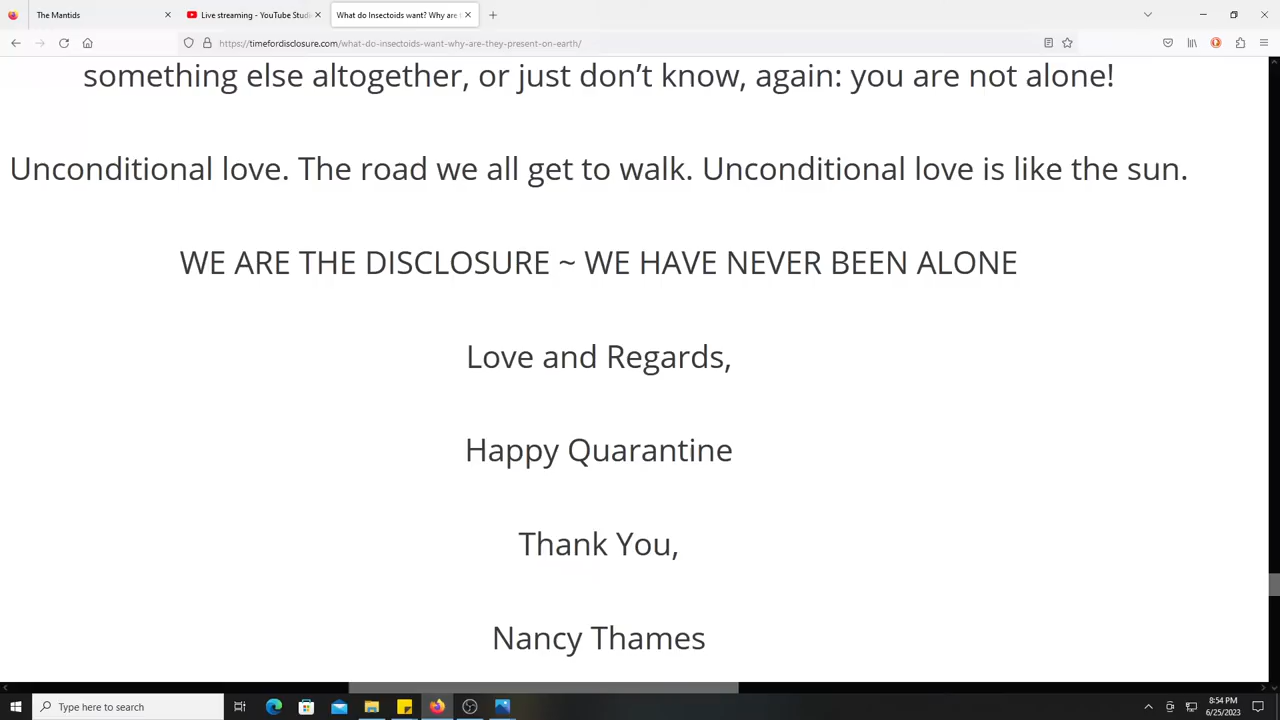 The Mantids
Live streaming - YouTube Studi
What do Insectoids want? Why are
https://timefordisclosure.com/what-do-insectoids-want-why-are-they-present-on-earth/
something else altogether, or just don’t know, again: you are not alone!
Unconditional love. The road we all get to walk. Unconditional love is like the sun.
WE ARE THE DISCLOSURE ~ WE HAVE NEVER BEEN ALONE
Love and Regards,
Happy Quarantine
Thank You,
Nancy Thames
Type here to search
8:54 PM
6/25/2023